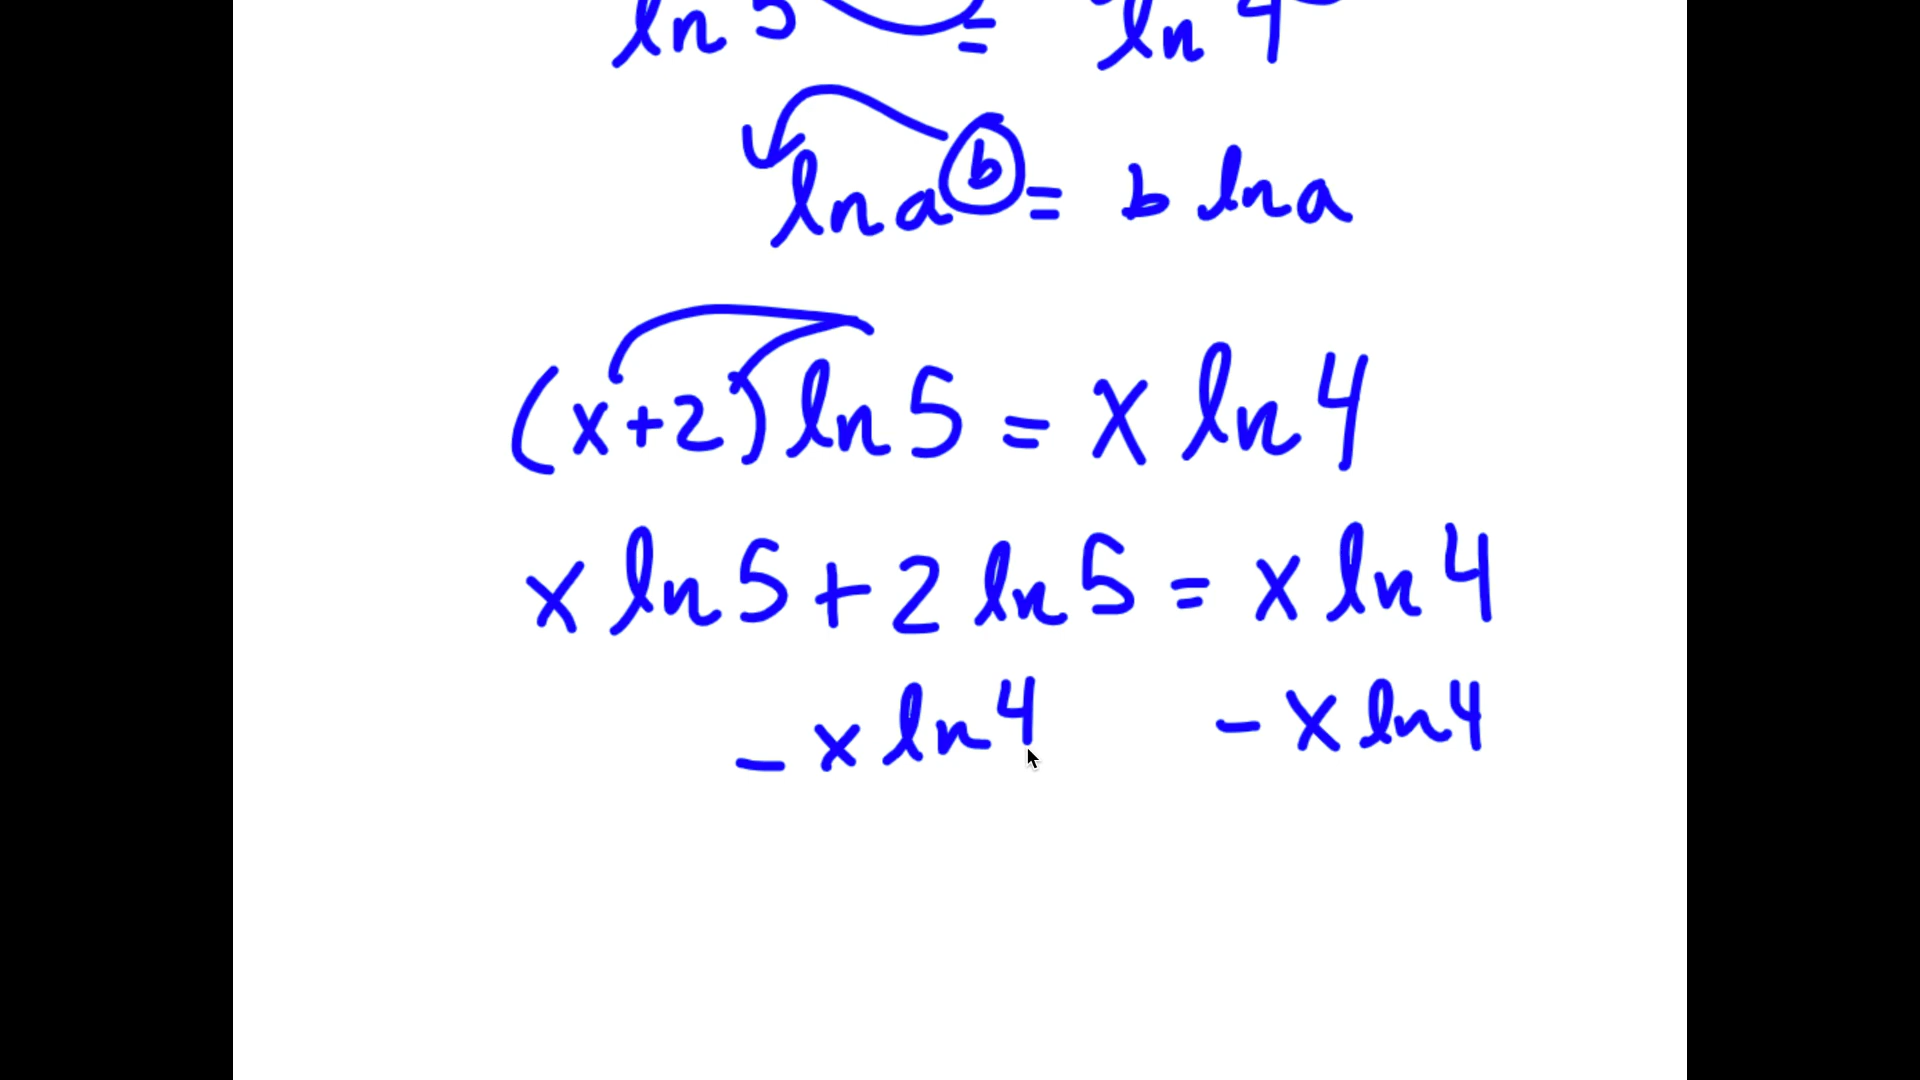 ln 5 = ln 4
ln a^b = b ln a
(x+2) ln 5 = x ln 4
x ln 5 + 2 ln 5 = x ln 4
- x ln 4 - x ln 4